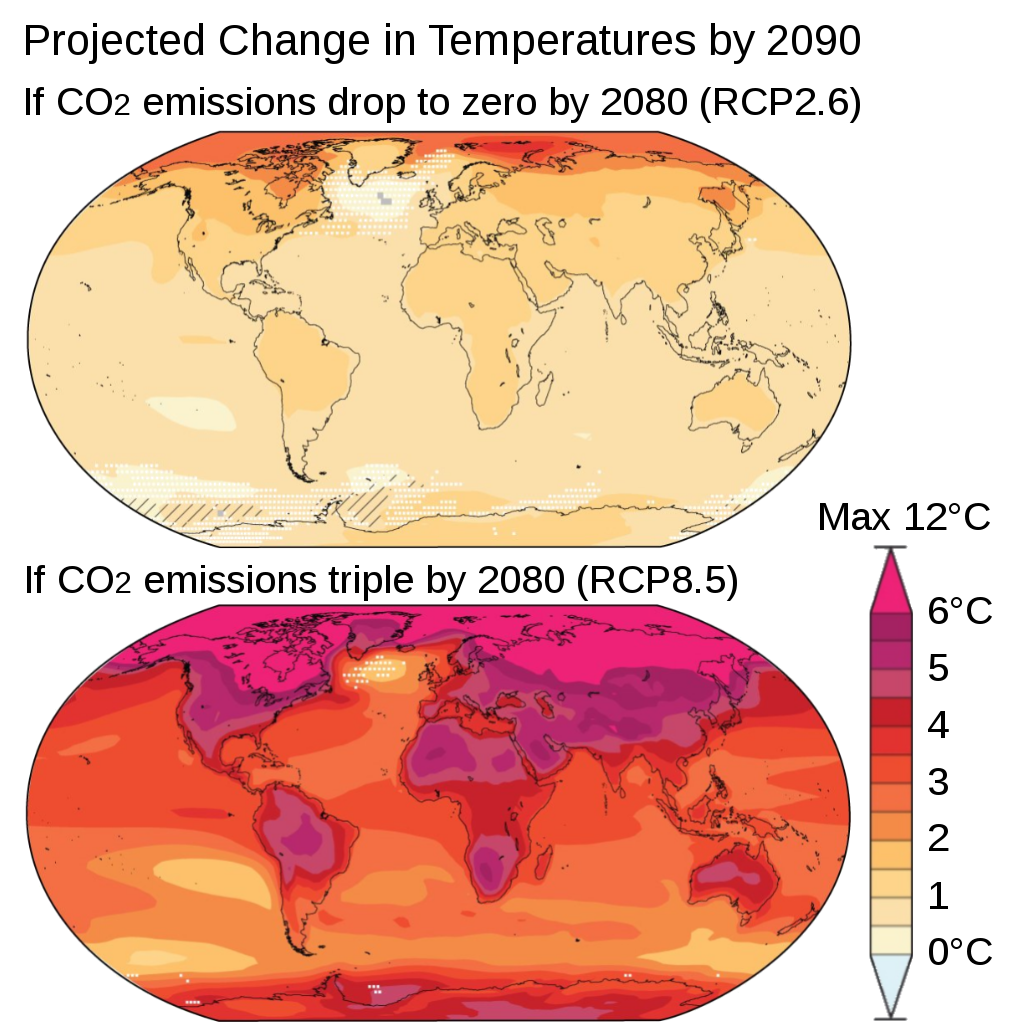 Projected Change in Temperatures by 2090
If CO2 emissions drop to zero by 2080 (RCP2.6)
Max 12°C
If CO2 emissions triple by 2080 (RCP8.5)
6°C
5
4
3
2
1
0°C